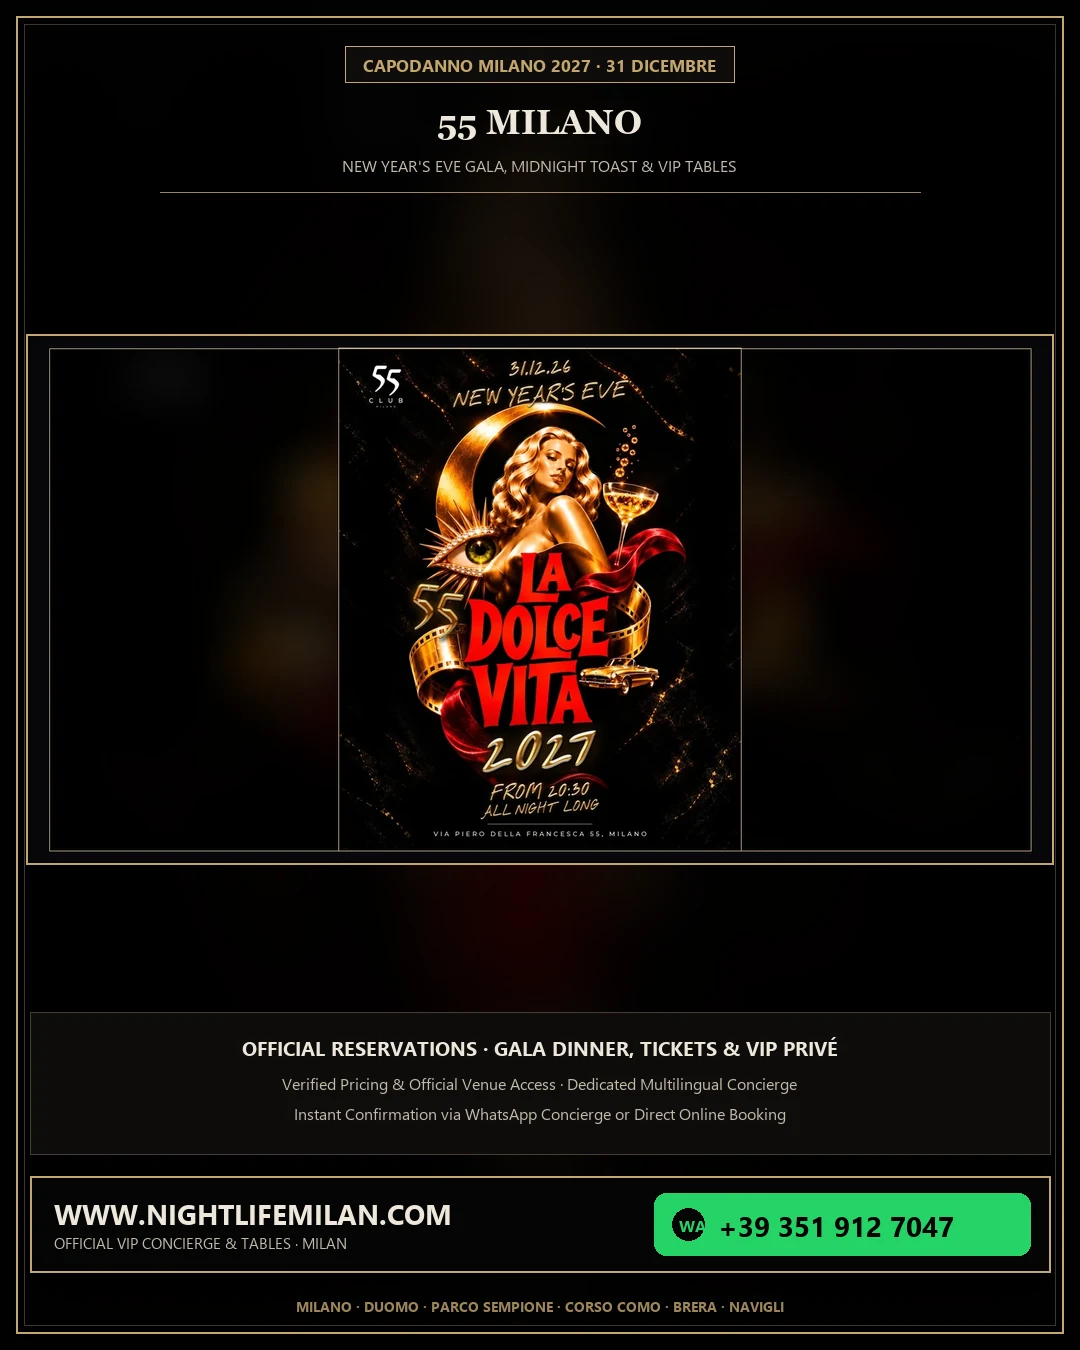 CAPODANNO MILANO 2027 · 31 DICEMBRE
55 MILANO
NEW YEAR'S EVE GALA, MIDNIGHT TOAST & VIP TABLES
55
CLUB
MILANO
31.12.26
NEW YEAR'S EVE
55
LA
DOLCE
VITA
2027
FROM 20:30
ALL NIGHT LONG
VIA PIERO DELLA FRANCESCA 55, MILANO
OFFICIAL RESERVATIONS · GALA DINNER, TICKETS & VIP PRIVÉ
Verified Pricing & Official Venue Access · Dedicated Multilingual Concierge
Instant Confirmation via WhatsApp Concierge or Direct Online Booking
WWW.NIGHTLIFEMILAN.COM
OFFICIAL VIP CONCIERGE & TABLES · MILAN
WA +39 351 912 7047
MILANO · DUOMO · PARCO SEMPIONE · CORSO COMO · BRERA · NAVIGLI